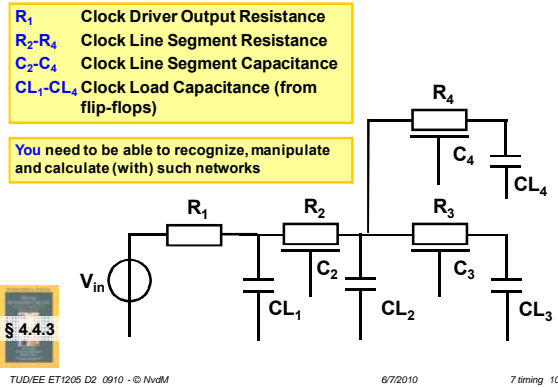 R1 Clock Driver Output Resistance
R2-R4 Clock Line Segment Resistance
C2-C4 Clock Line Segment Capacitance
CL1-CL4 Clock Load Capacitance (from
flip-flops)
You need to be able to recognize, manipulate
and calculate (with) such networks
R4
C4
CL4
R1
R2
R3
Vin
C2
C3
CL1
CL2
CL3
§ 4.4.3
TUD/EE ET1205 D2 0910 - © NvdM
6/7/2010
7 timing 10